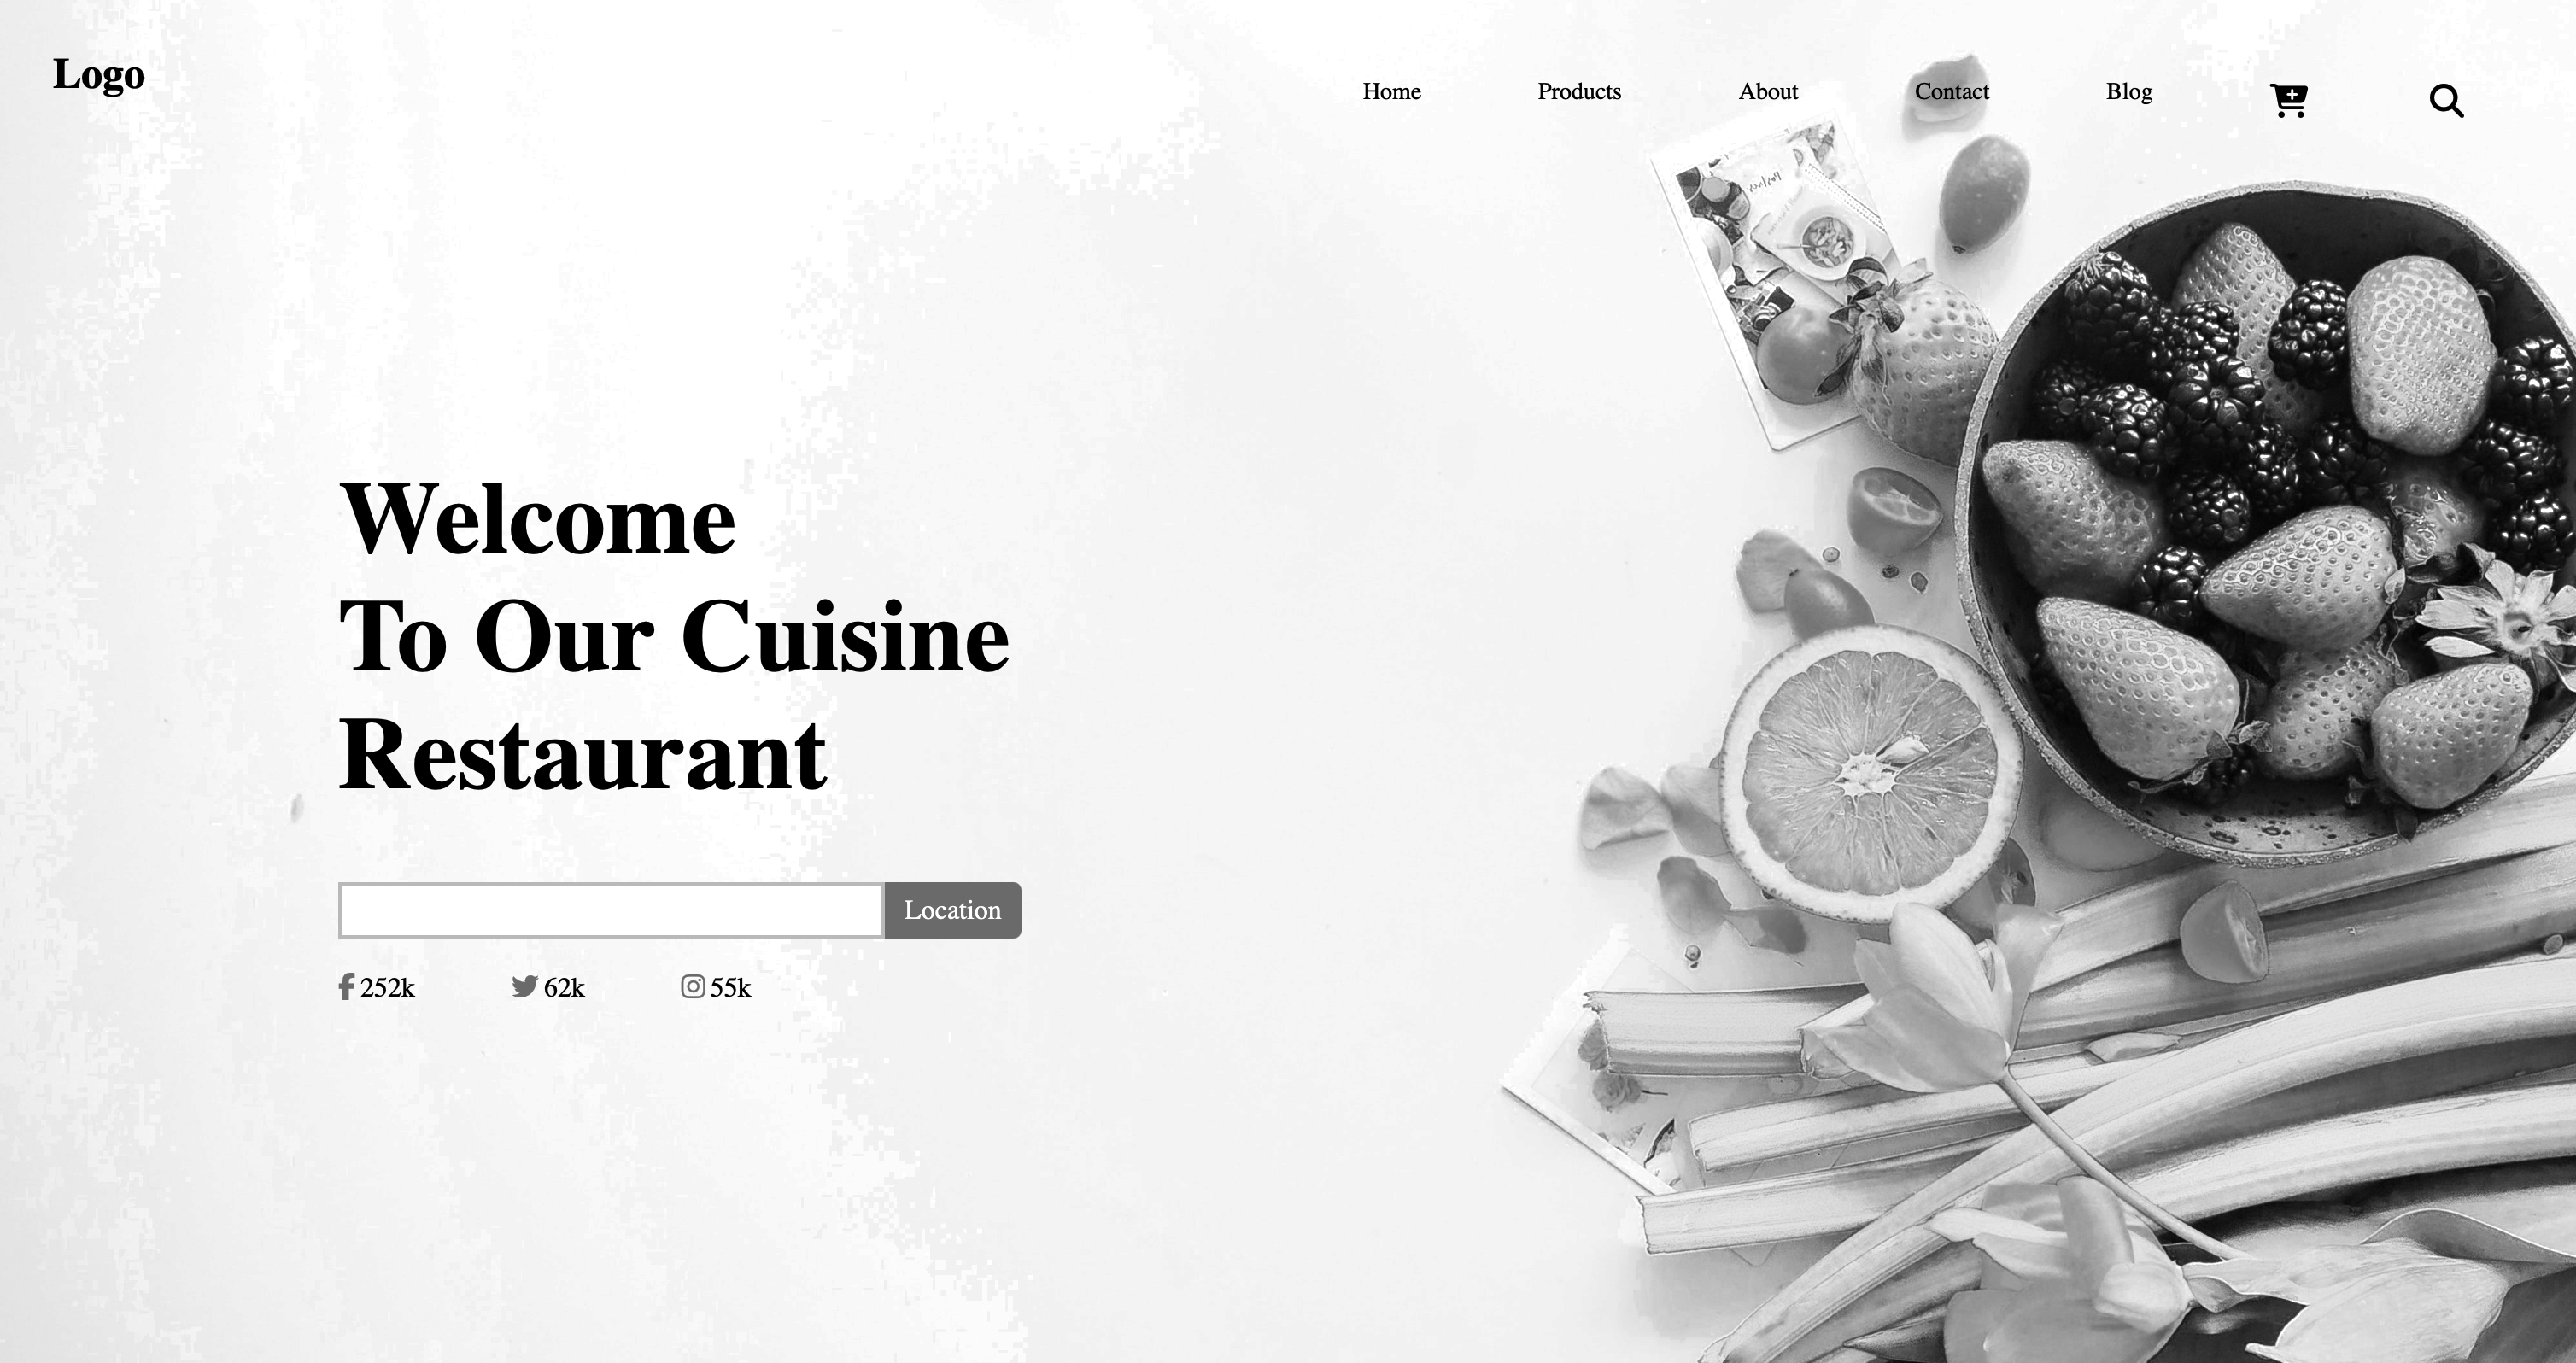 Logo
Home Products About Contact Blog
Welcome
To Our Cuisine
Restaurant
Location
252k 62k 55k